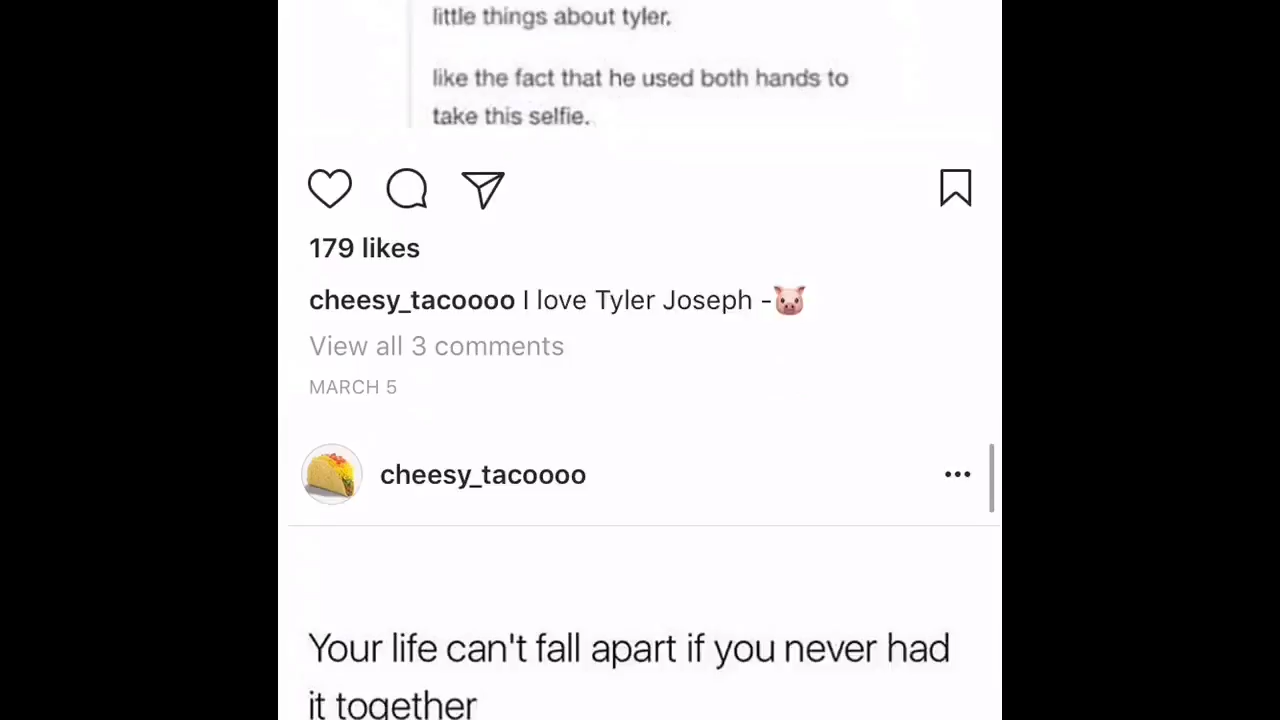 little things about tyler.
like the fact that he used both hands to
take this selfie.
179 likes
cheesy_tacoooo I love Tyler Joseph -🐷
View all 3 comments
MARCH 5
cheesy_tacoooo
Your life can't fall apart if you never had
it together